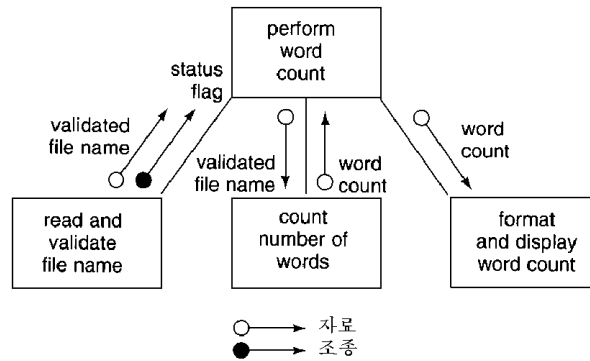 perform
word
count
status
flag
validated
file name
validated
file name
word
count
word
count
read and
validate
file name
count
number of
words
format
and display
word count
자료
조종